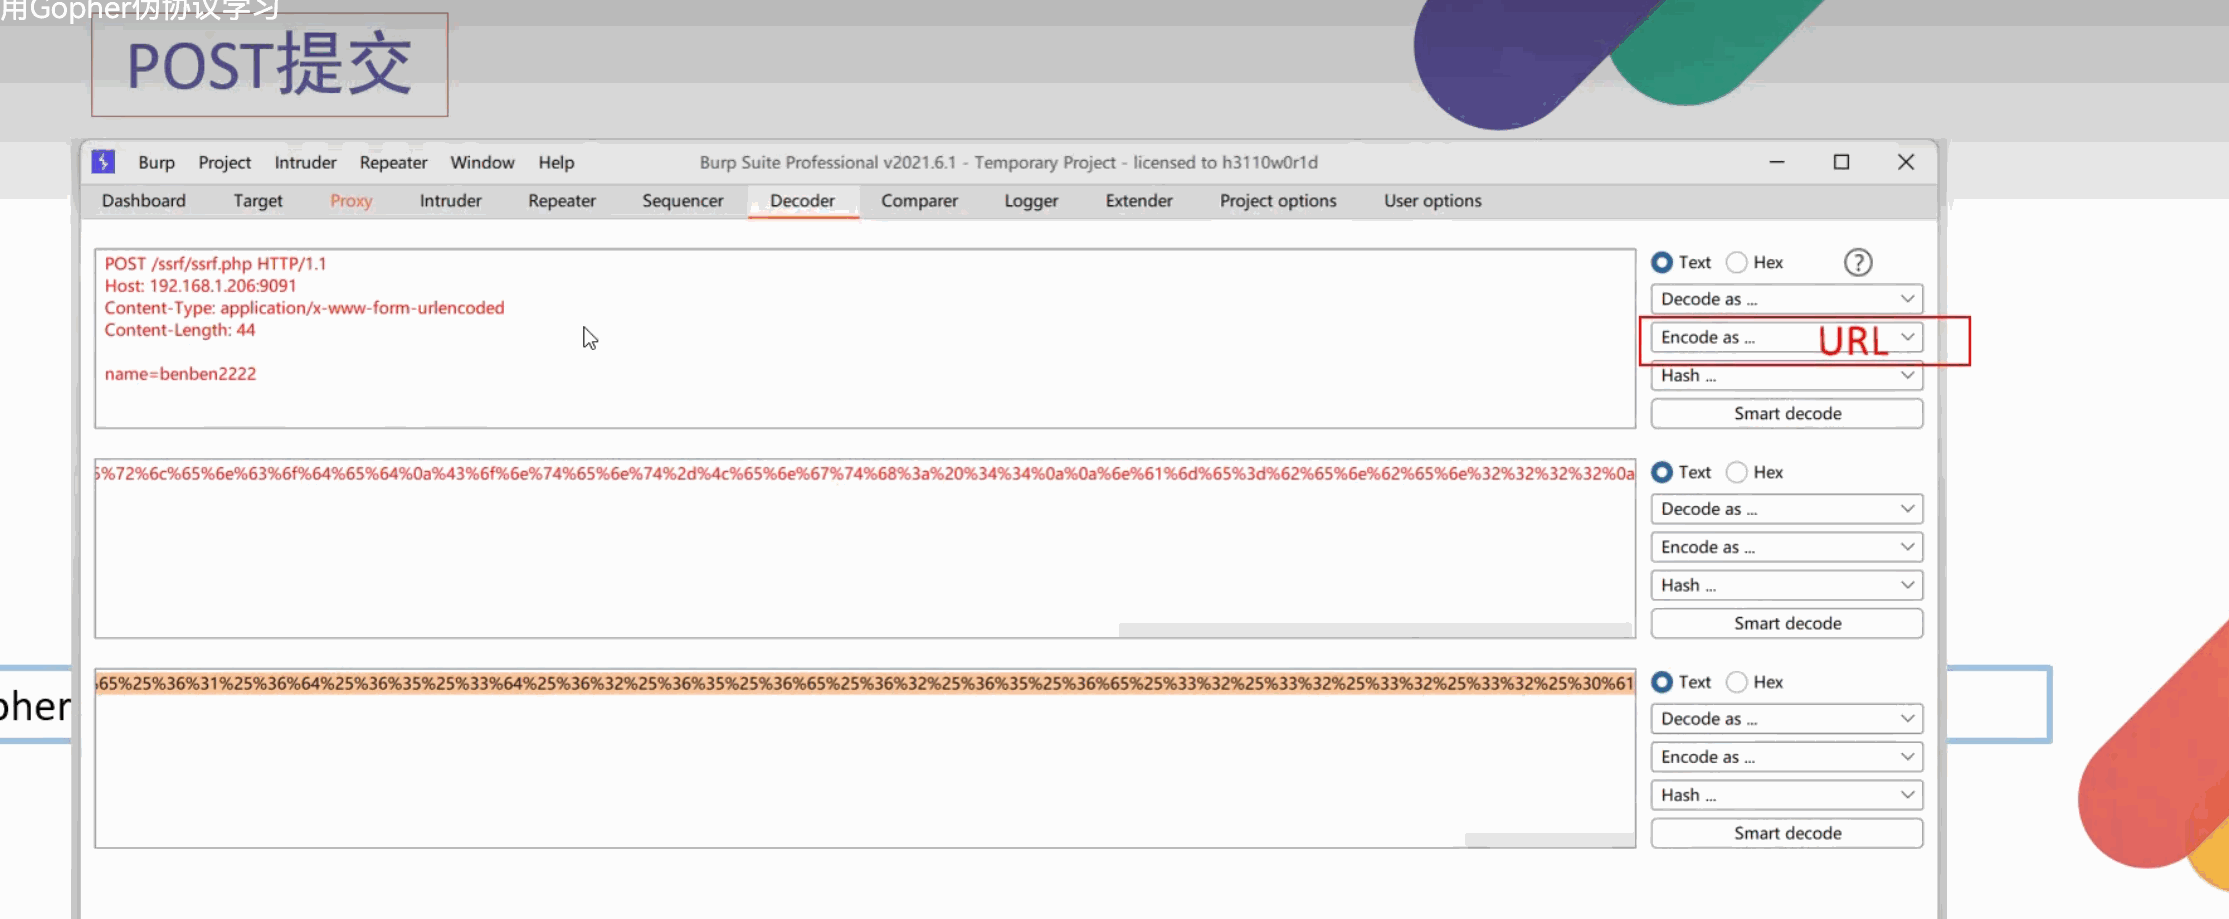 用Gopher伪协议学习
POST提交
Burp Project Intruder Repeater Window Help Burp Suite Professional v2021.6.1 - Temporary Project - licensed to h3110w0r1d
Dashboard Target Proxy Intruder Repeater Sequencer Decoder Comparer Logger Extender Project options User options
POST /ssrf/ssrf.php HTTP/1.1
Host: 192.168.1.206:9091
Content-Type: application/x-www-form-urlencoded
Content-Length: 44
name=benben2222
Text Hex ?
Decode as ...
Encode as ... URL
Hash ...
Smart decode
%72%6c%65%6e%63%6f%64%65%64%0a%43%6f%6e%74%65%6e%74%2d%4c%65%6e%67%74%68%3a%20%34%34%0a%0a%6e%61%6d%65%3d%62%65%6e%62%65%6e%32%32%32%32%0a
Text Hex
Decode as ...
Encode as ...
Hash ...
Smart decode
65%25%36%31%25%36%64%25%36%35%25%33%64%25%36%32%25%36%35%25%36%65%25%36%32%25%36%35%25%36%65%25%33%32%25%33%32%25%33%32%25%33%32%25%30%61
Text Hex
Decode as ...
Encode as ...
Hash ...
Smart decode
pher